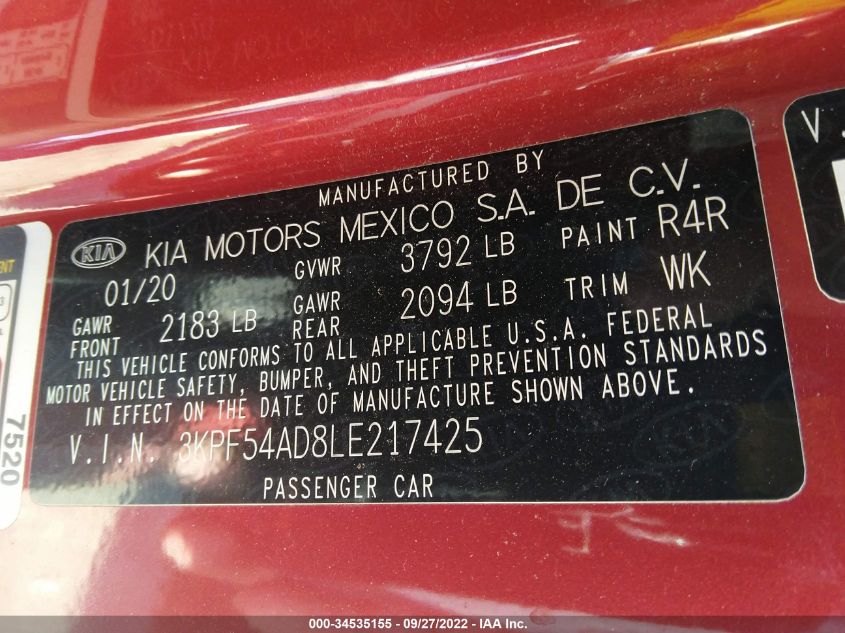 MANUFACTURED BY
KIA KIA MOTORS MEXICO S.A. DE C.V.
01/20 GVWR 3792 LB PAINT R4R
GAWR FRONT 2183 LB GAWR REAR 2094 LB TRIM WK
THIS VEHICLE CONFORMS TO ALL APPLICABLE U.S.A. FEDERAL
MOTOR VEHICLE SAFETY, BUMPER, AND THEFT PREVENTION STANDARDS
IN EFFECT ON THE DATE OF MANUFACTURE SHOWN ABOVE.
V.I.N. 3KPF54AD8LE217425
PASSENGER CAR
7520
V.
000-34535155 - 09/27/2022 - IAA Inc.